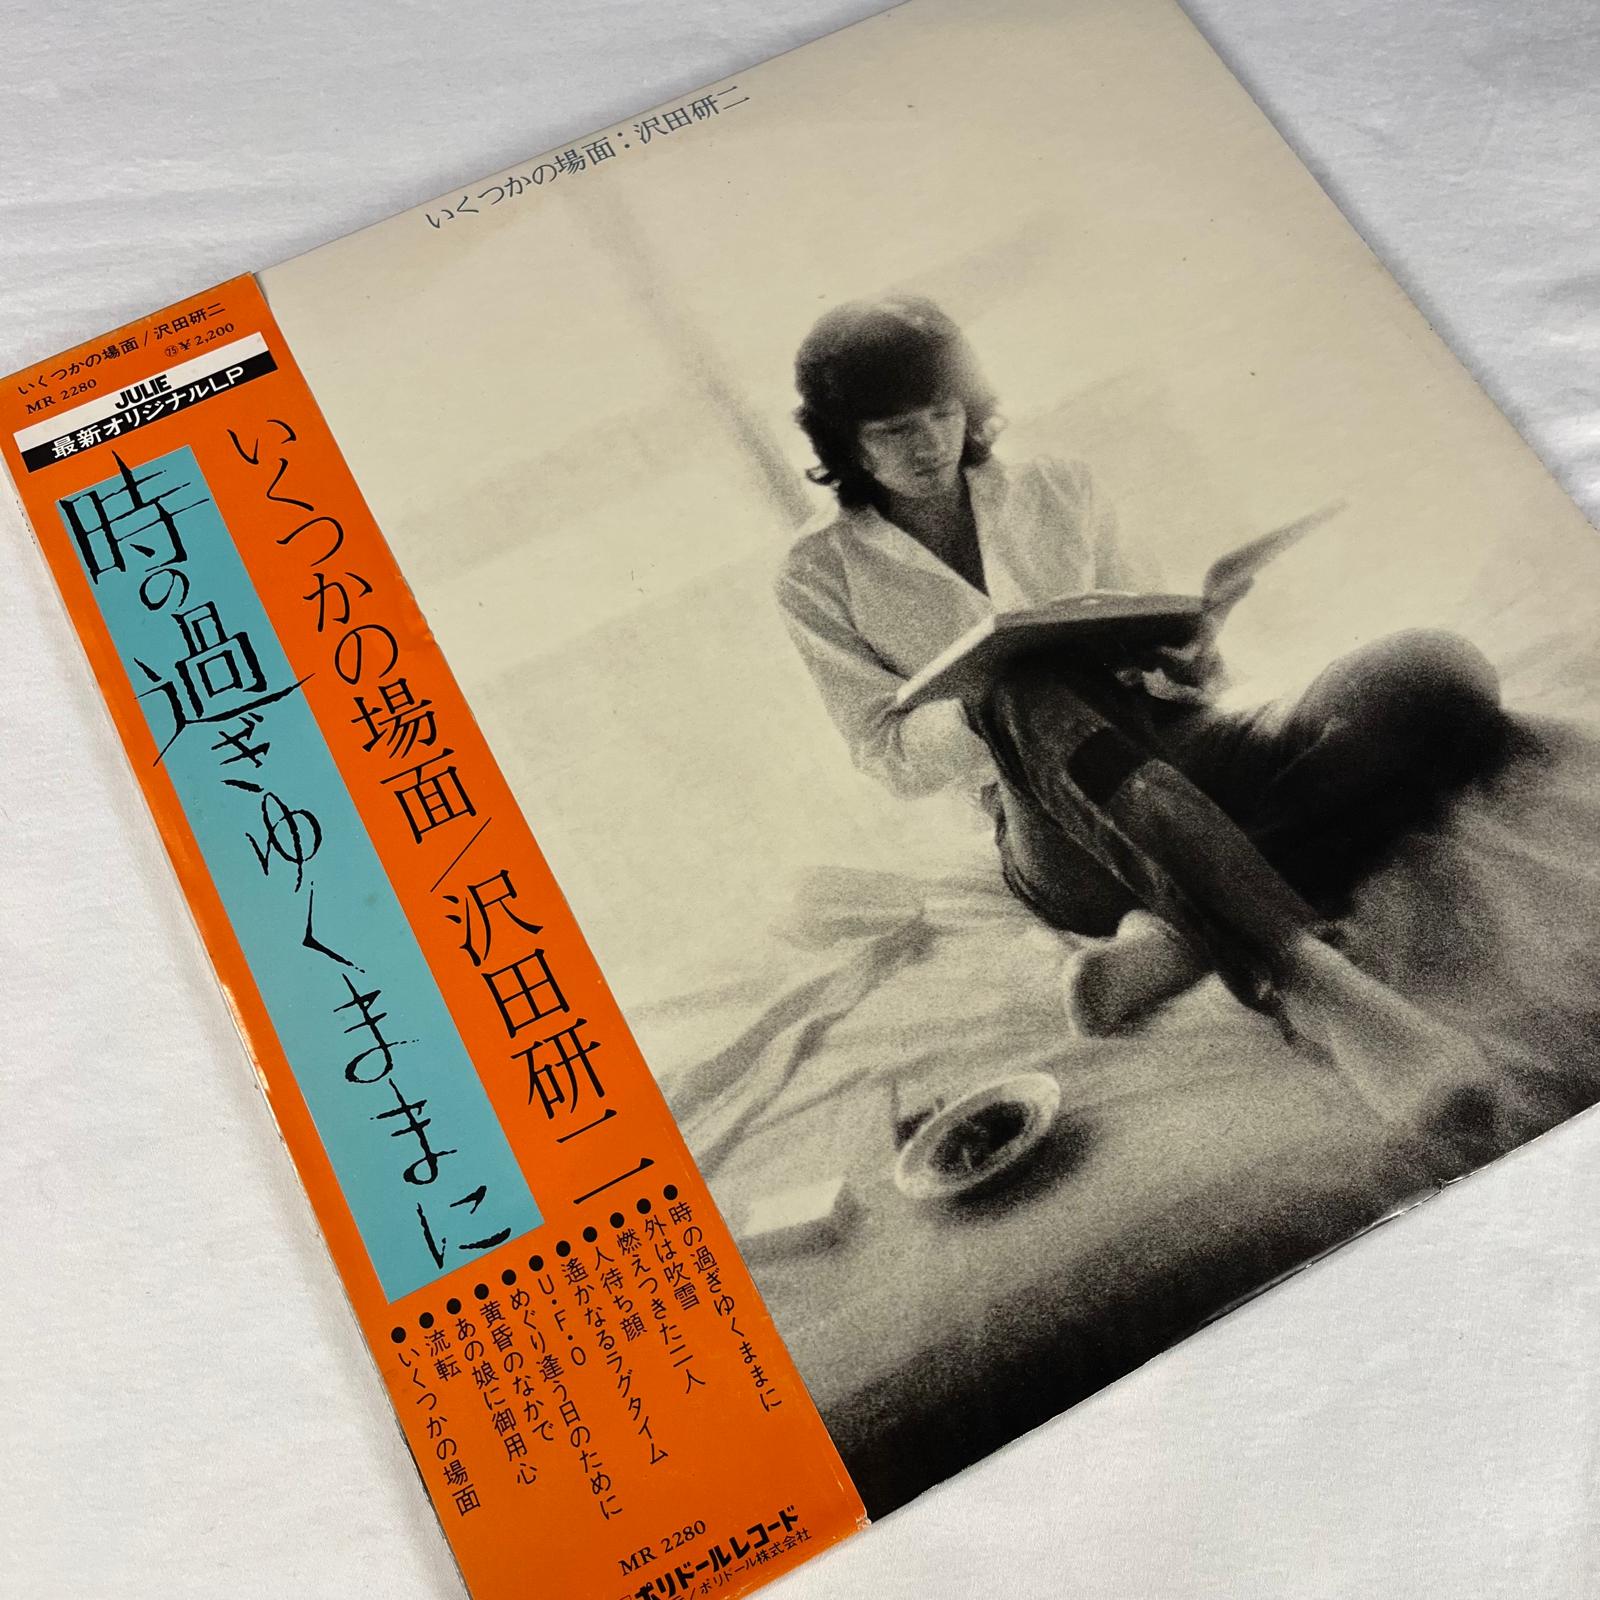 いくつかの場面：沢田研二
いくつかの場面/沢田研二
MR 2280
㊄¥2,200
JULIE
最新オリジナルLP
いくつかの場面/沢田研二
時の過ぎゆくままに
●時の過ぎゆくままに
●外は吹雪
●燃えつきた二人
●人待ち顔
●遙かなるラグタイム
●U・F・O
●めぐり逢う日のために
●黄昏のなかで
●あの娘に御用心
●流転
●いくつかの場面
MR 2280
ポリドールレコード
/ポリドール株式会社